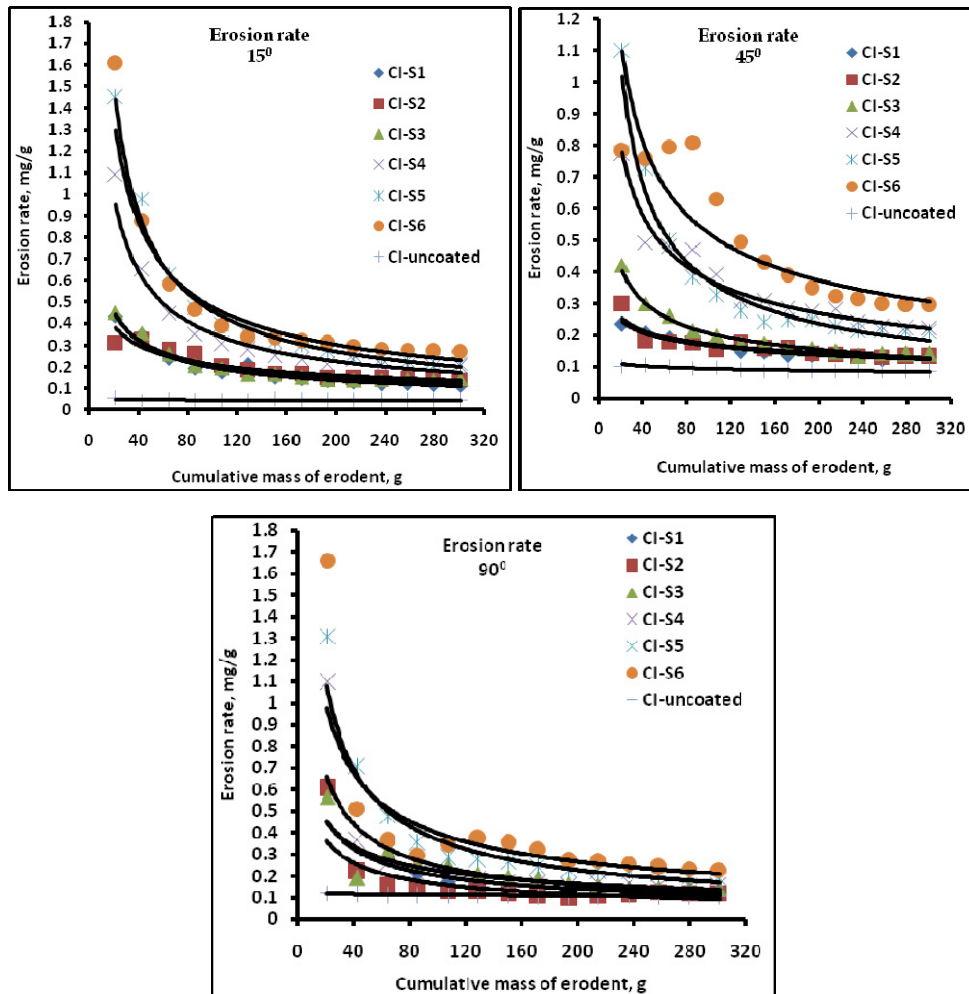 Erosion rate
15⁰
Erosion rate, mg/g
1.8
1.7
1.6
1.5
1.4
1.3
1.2
1.1
1
0.9
0.8
0.7
0.6
0.5
0.4
0.3
0.2
0.1
0
CI-S1
CI-S2
CI-S3
CI-S4
CI-S5
CI-S6
CI-uncoated
0 40 80 120 160 200 240 280 320
Cumulative mass of erodent, g
Erosion rate
45⁰
Erosion rate, mg/g
1.2
1.1
1
0.9
0.8
0.7
0.6
0.5
0.4
0.3
0.2
0.1
0
CI-S1
CI-S2
CI-S3
CI-S4
CI-S5
CI-S6
CI-uncoated
0 40 80 120 160 200 240 280 320
Cumulative mass of erodent, g
Erosion rate
90⁰
Erosion rate, mg/g
1.8
1.7
1.6
1.5
1.4
1.3
1.2
1.1
1
0.9
0.8
0.7
0.6
0.5
0.4
0.3
0.2
0.1
0
CI-S1
CI-S2
CI-S3
CI-S4
CI-S5
CI-S6
CI-uncoated
0 40 80 120 160 200 240 280 320
Cumulative mass of erodent, g